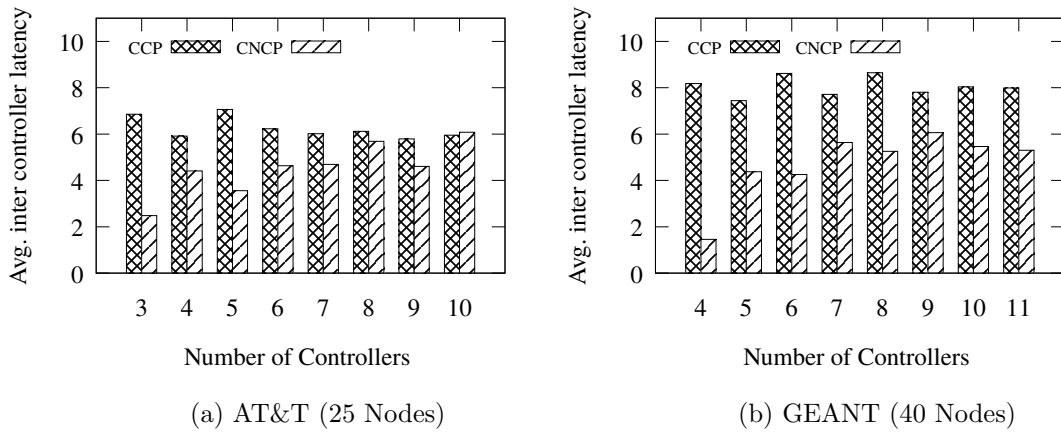 Avg. inter controller latency
10
8
6
4
2
0
CCP CNCP
3 4 5 6 7 8 9 10
Number of Controllers
(a) AT&T (25 Nodes)
Avg. inter controller latency
10
8
6
4
2
0
CCP CNCP
4 5 6 7 8 9 10 11
Number of Controllers
(b) GEANT (40 Nodes)